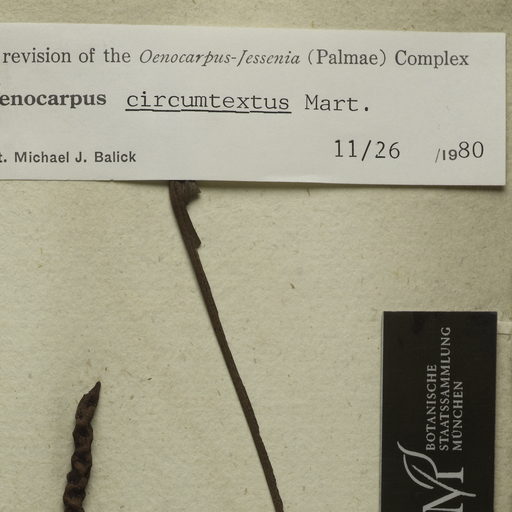 revision of the Oenocarpus-Jessenia (Palmae) Complex
enocarpus circumtextus Mart.
t. Michael J. Balick 11/26 /1980
BOTANISCHE
STAATSSAMMLUNG
MÜNCHEN
M